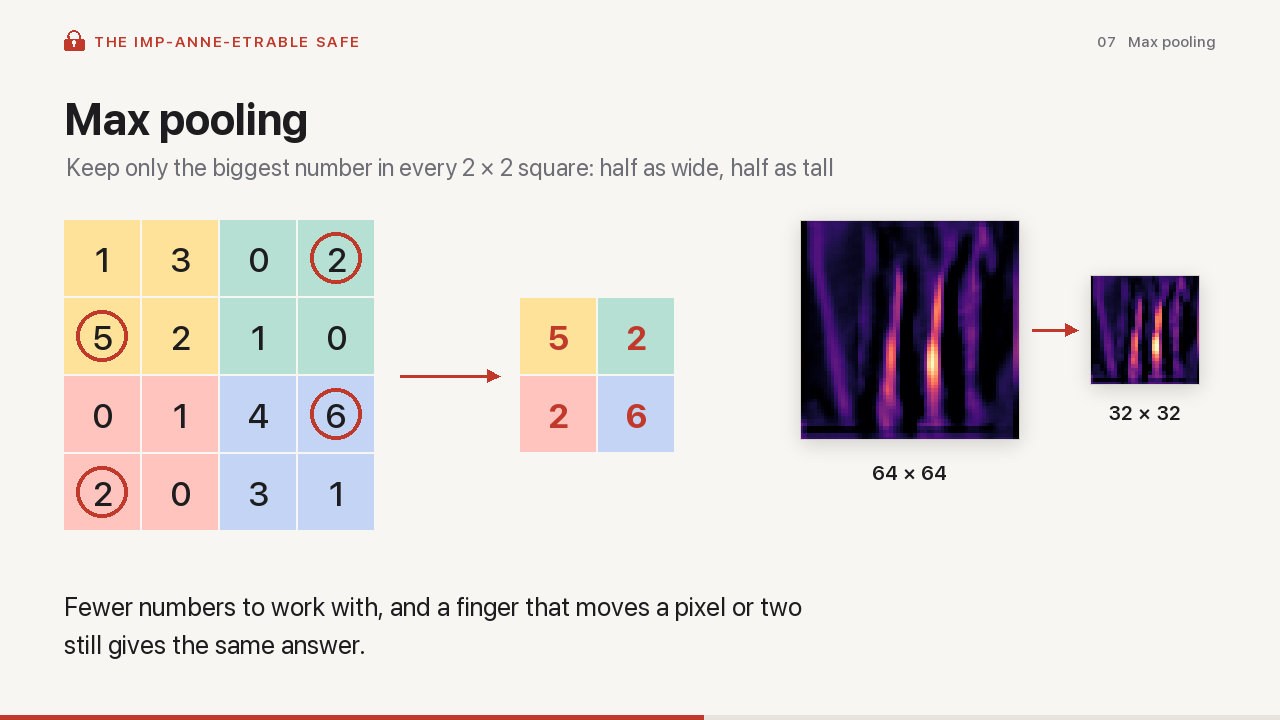 THE IMP-ANNE-ETRABLE SAFE
07 Max pooling
Max pooling
Keep only the biggest number in every 2 × 2 square: half as wide, half as tall
1 3 0 2
5 2 1 0
0 1 4 6
2 0 3 1
5 2
2 6
64 × 64
32 × 32
Fewer numbers to work with, and a finger that moves a pixel or two
still gives the same answer.